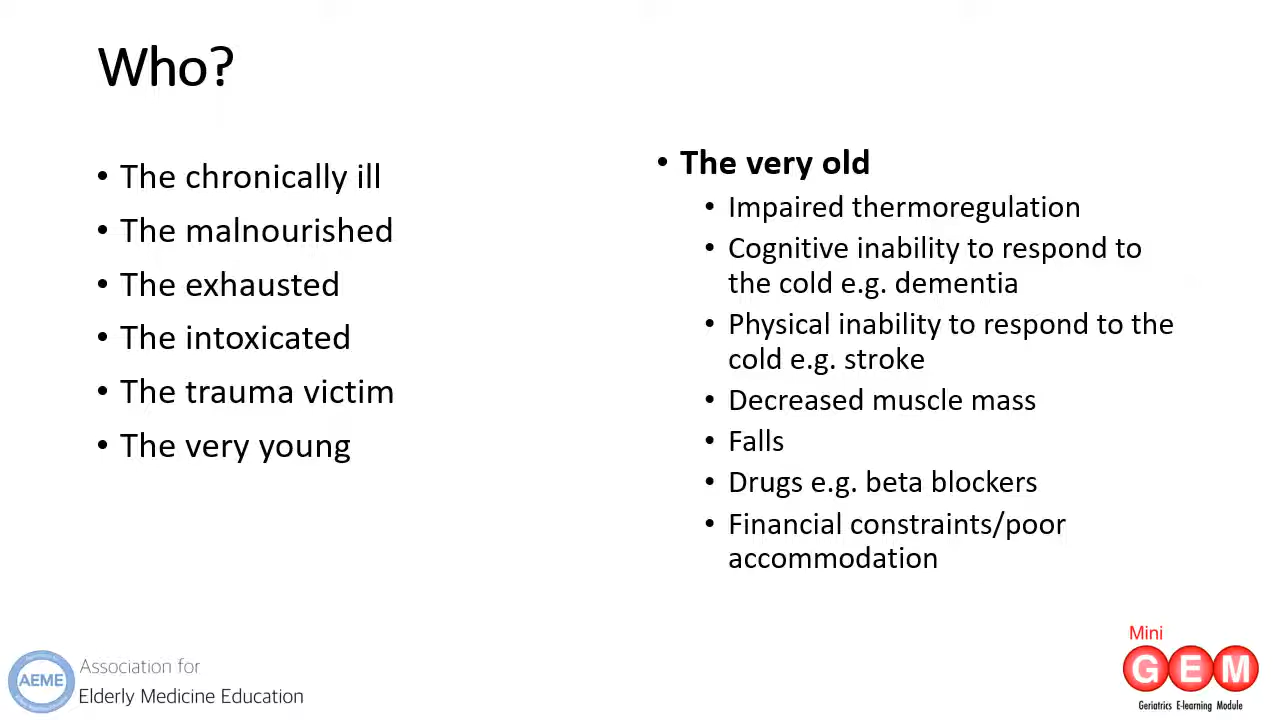 Who?
• The chronically ill
• The malnourished
• The exhausted
• The intoxicated
• The trauma victim
• The very young
• The very old
• Impaired thermoregulation
• Cognitive inability to respond to
the cold e.g. dementia
• Physical inability to respond to the
cold e.g. stroke
• Decreased muscle mass
• Falls
• Drugs e.g. beta blockers
• Financial constraints/poor
accommodation
AEME
Association for
Elderly Medicine Education
Mini
GEM
Geriatrics E-learning Module